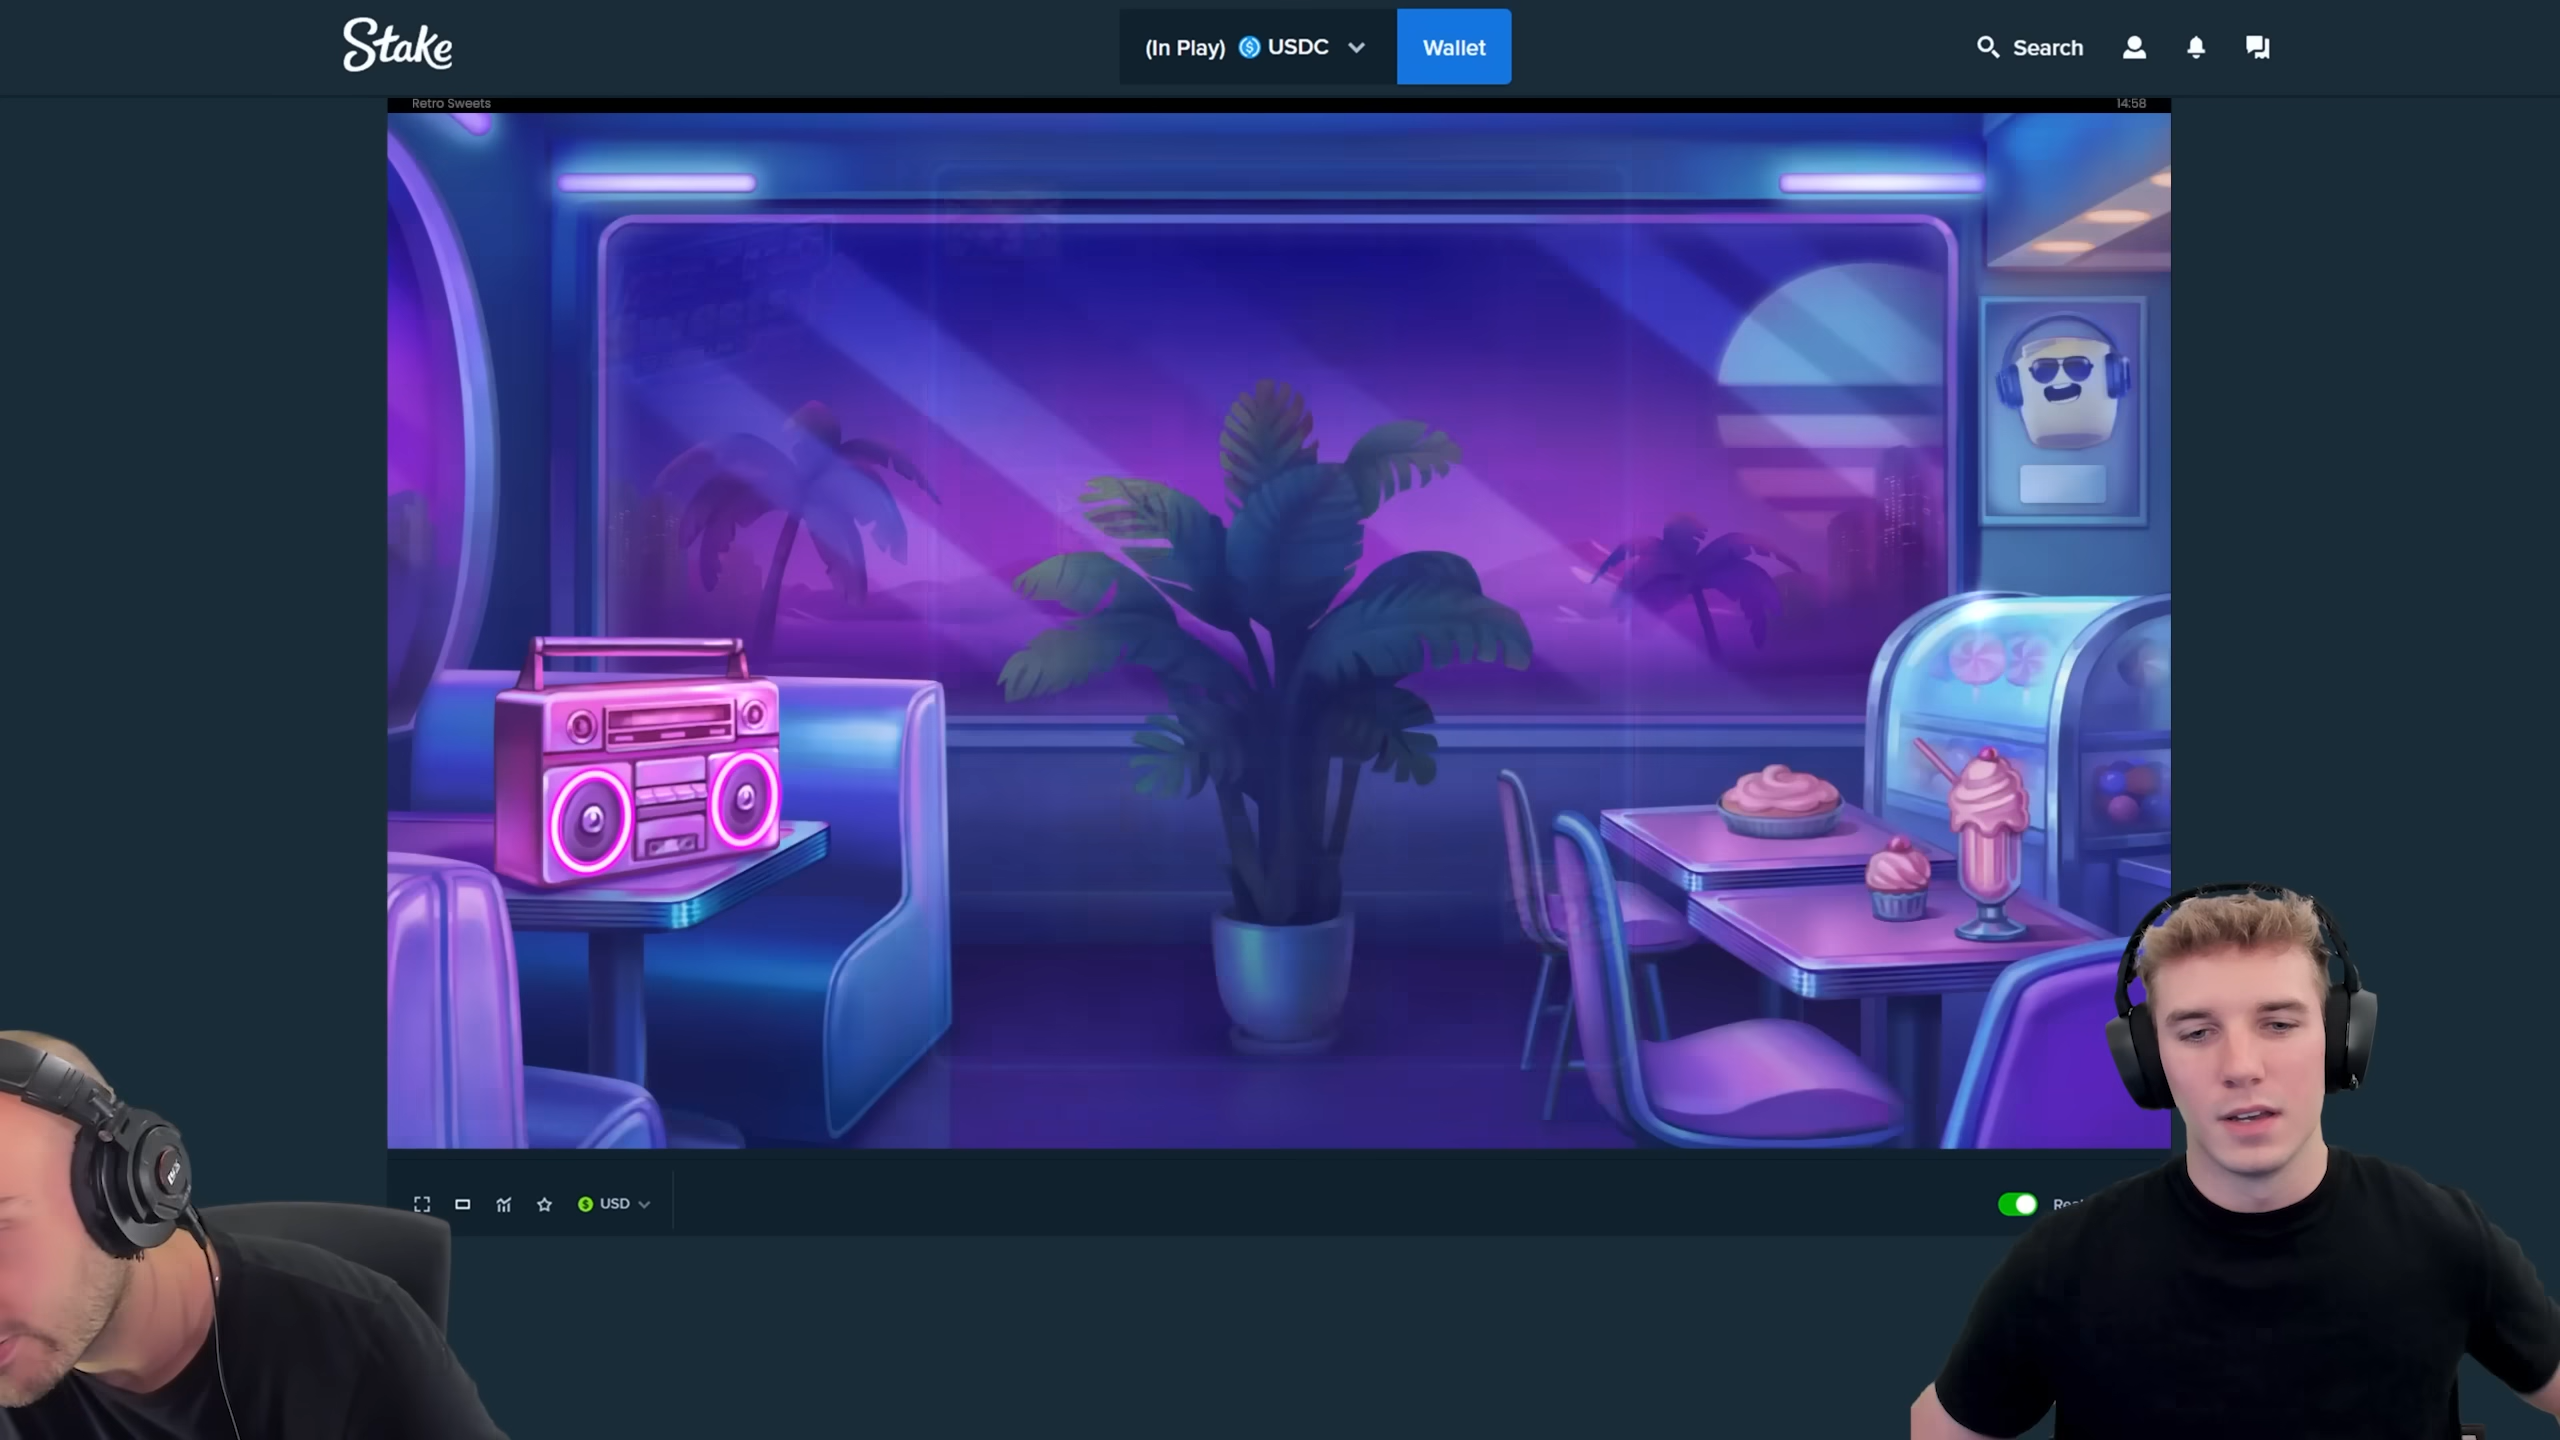 Stake
(In Play) USDC
Wallet
Search
Retro Sweets
14:58
USD